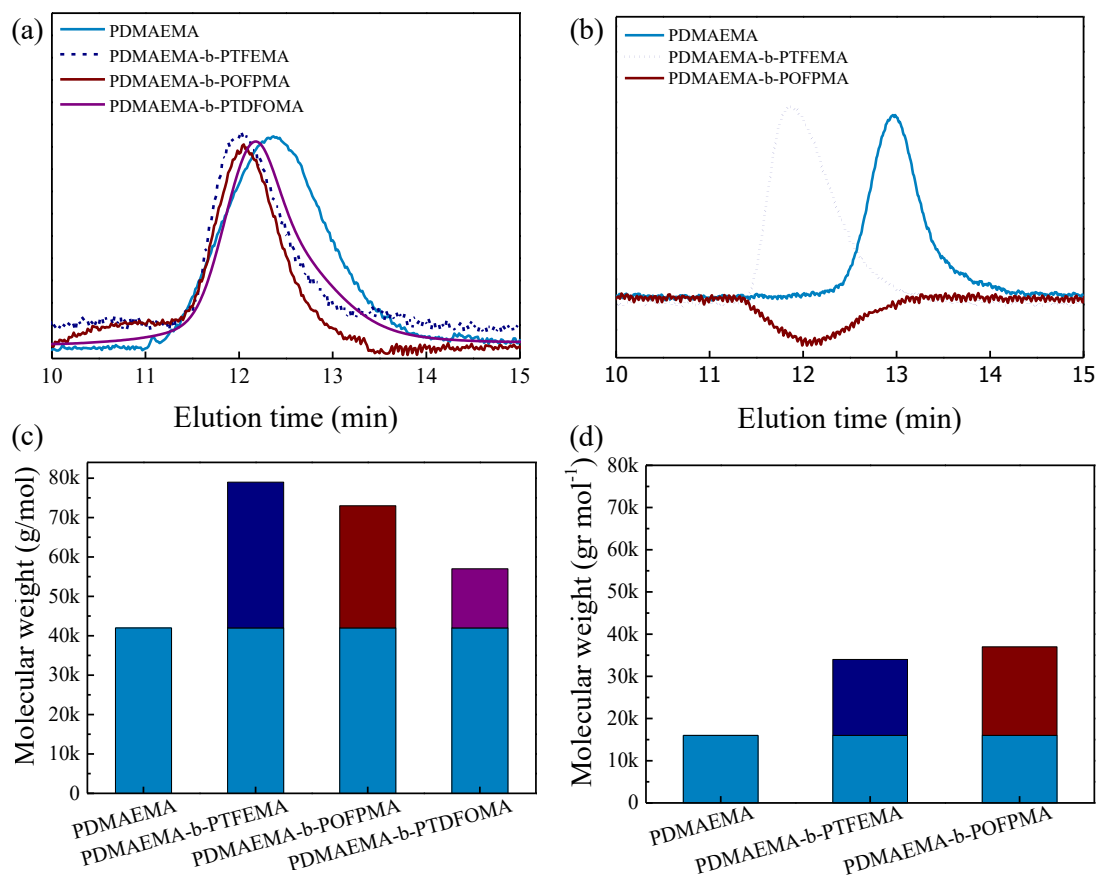 (a)
PDMAEMA
PDMAEMA-b-PTFEMA
PDMAEMA-b-POFPMA
PDMAEMA-b-PTDFOMA
10 11 12 13 14 15
Elution time (min)
(b)
PDMAEMA
PDMAEMA-b-PTFEMA
PDMAEMA-b-POFPMA
10 11 12 13 14 15
Elution time (min)
(c)
Molecular weight (g/mol)
80k
70k
60k
50k
40k
30k
20k
10k
0
PDMAEMA
PDMAEMA-b-PTFEMA
PDMAEMA-b-POFPMA
PDMAEMA-b-PTDFOMA
(d)
Molecular weight (gr mol⁻¹)
80k
70k
60k
50k
40k
30k
20k
10k
0
PDMAEMA
PDMAEMA-b-PTFEMA
PDMAEMA-b-POFPMA